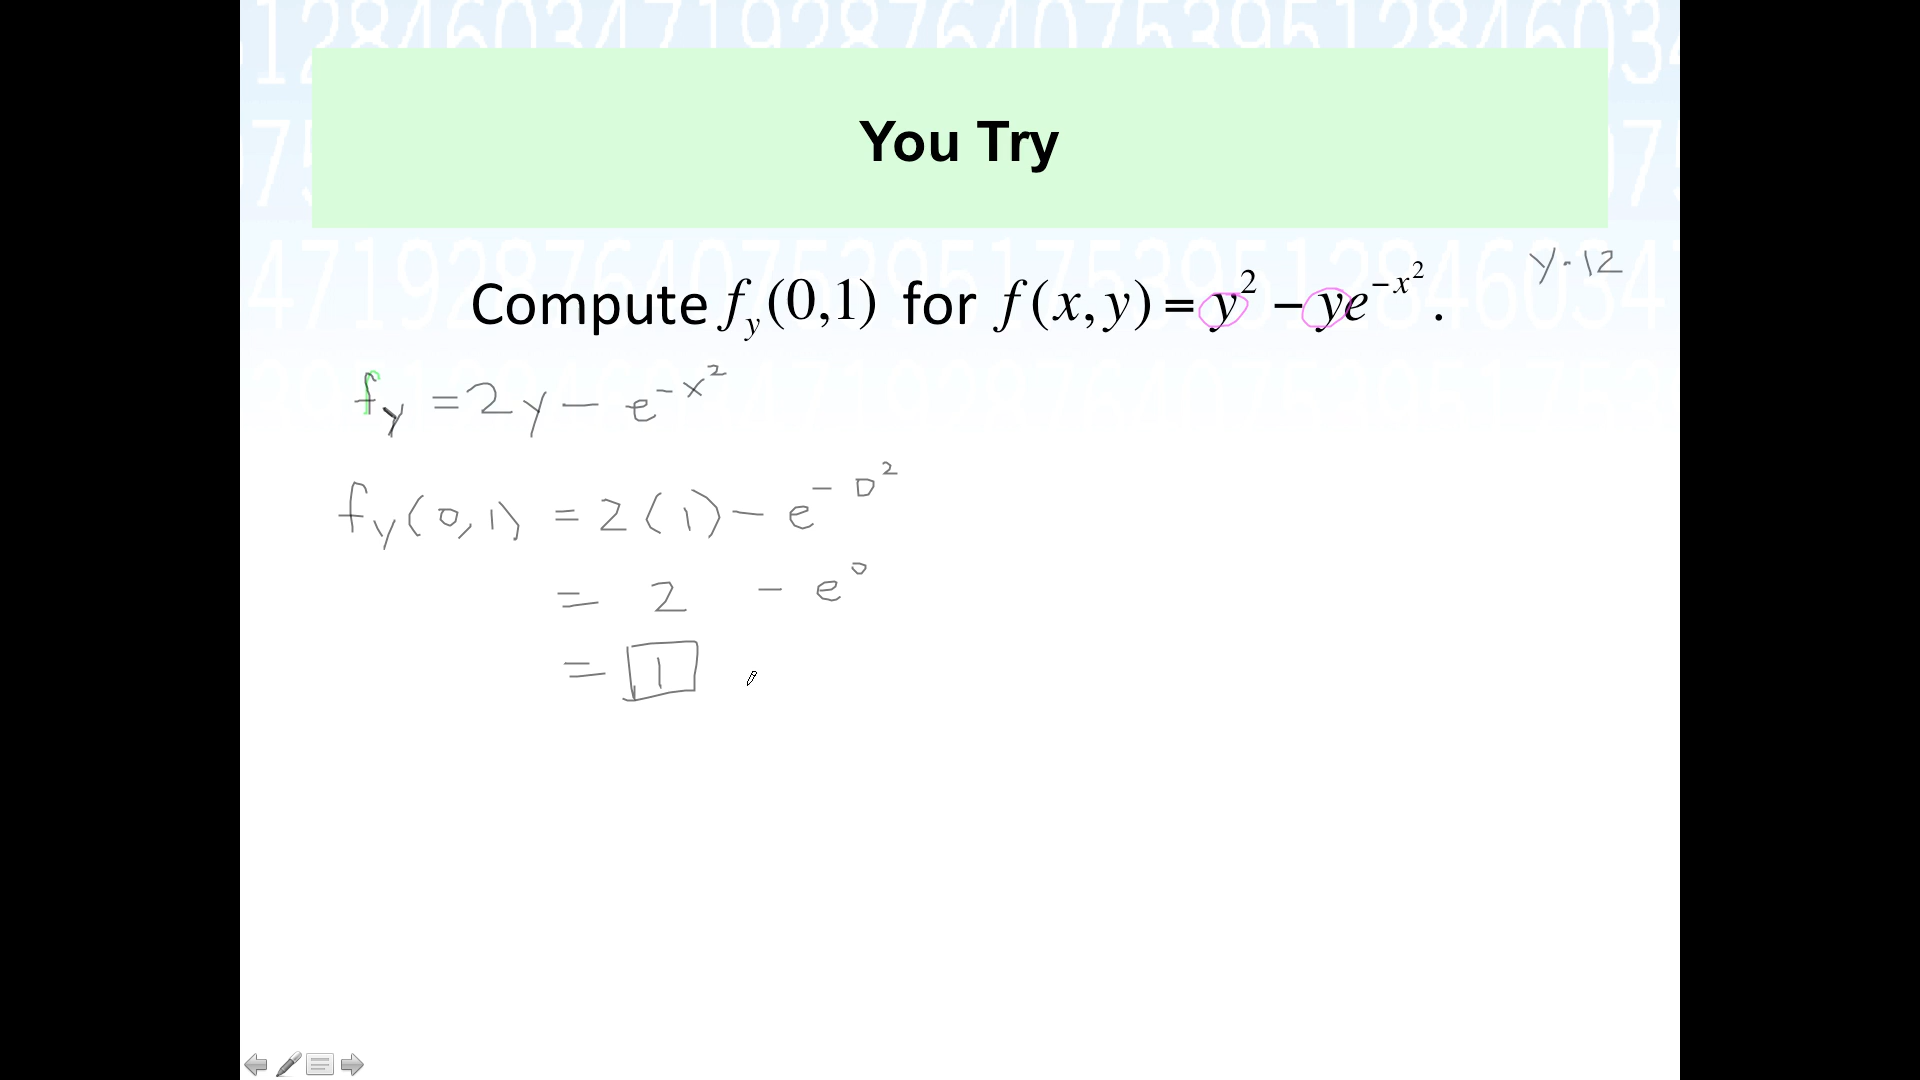 You Try
y · 12
Compute f_y(0,1) for f(x,y) = y² − ye^{−x²}.
f_y = 2y − e^{−x²}
f_y(0,1) = 2(1) − e^{−0²}
= 2 − e⁰
= 1